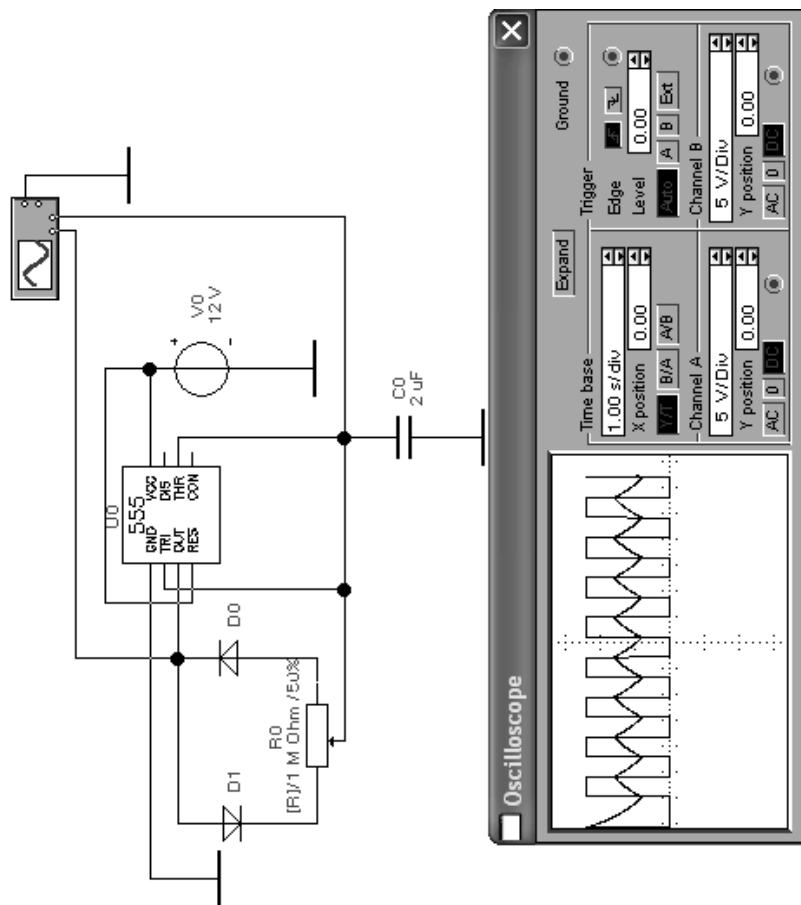 U0
555
GND VCC
TRI DIS
OUT THR
RES CON
V0
12 V
D1
D0
R0
[R]/1 M Ohm /50%
C0
2 uF
Oscilloscope
Expand
Ground
Time base
1.00 s/div
X position
0.00
Y/T B/A A/B
Trigger
Edge
Level
0.00
Auto A B Ext
Channel A
5 V/Div
Y position
0.00
AC 0 DC
Channel B
5 V/Div
Y position
0.00
AC 0 DC